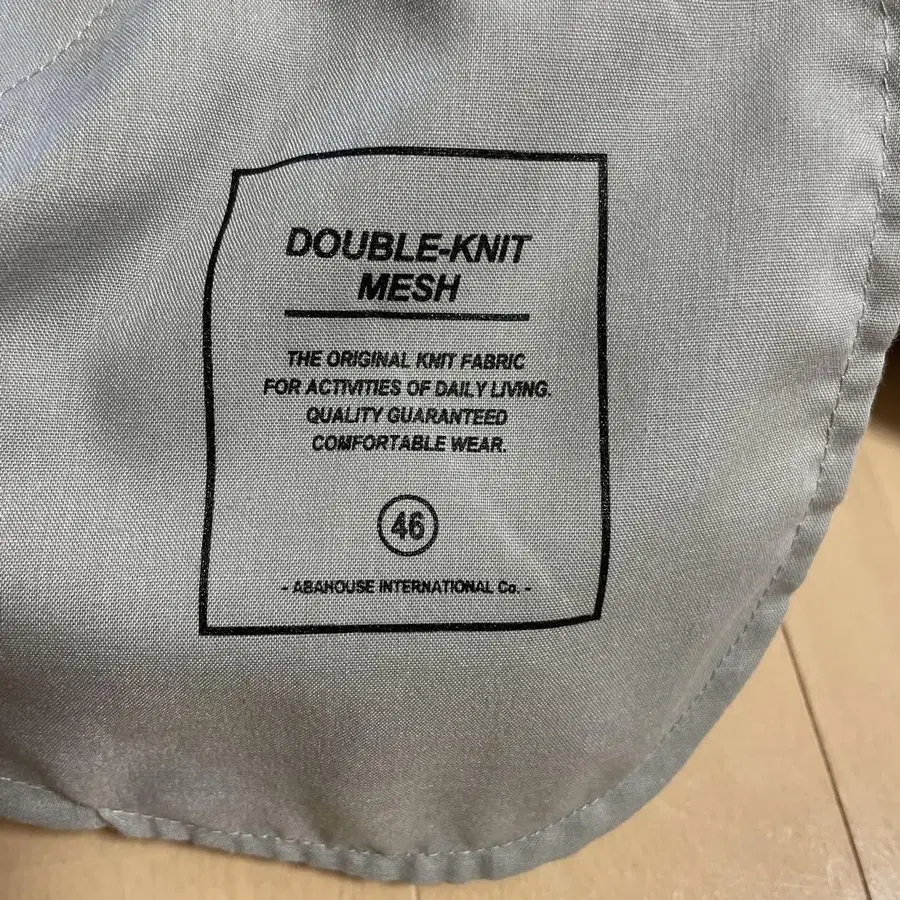 DOUBLE-KNIT
MESH
THE ORIGINAL KNIT FABRIC
FOR ACTIVITIES OF DAILY LIVING.
QUALITY GUARANTEED
COMFORTABLE WEAR.
46
- ABAHOUSE INTERNATIONAL Co. -